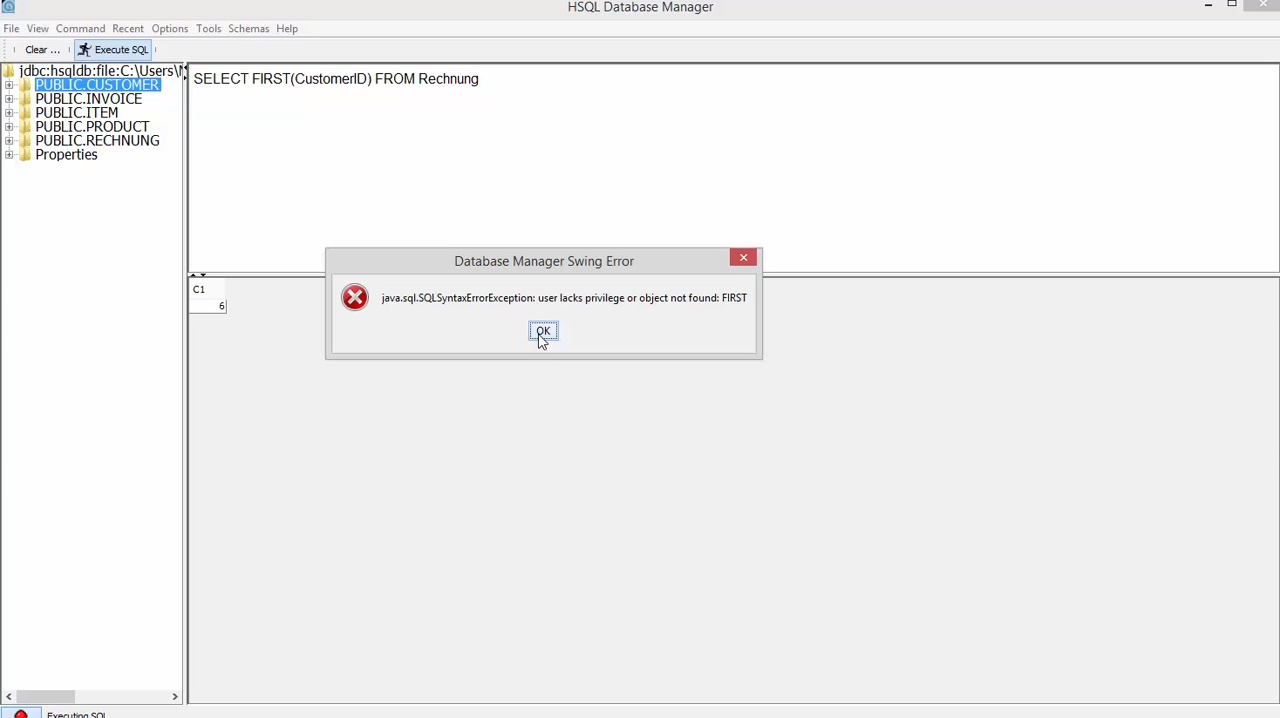 HSQL Database Manager
File View Command Recent Options Tools Schemas Help
Clear ... Execute SQL
jdbc:hsqldb:file:C:\Users\
PUBLIC.CUSTOMER
PUBLIC.INVOICE
PUBLIC.ITEM
PUBLIC.PRODUCT
PUBLIC.RECHNUNG
Properties
SELECT FIRST(CustomerID) FROM Rechnung
Database Manager Swing Error
java.sql.SQLSyntaxErrorException: user lacks privilege or object not found: FIRST
OK
C1
6
Executing SQL